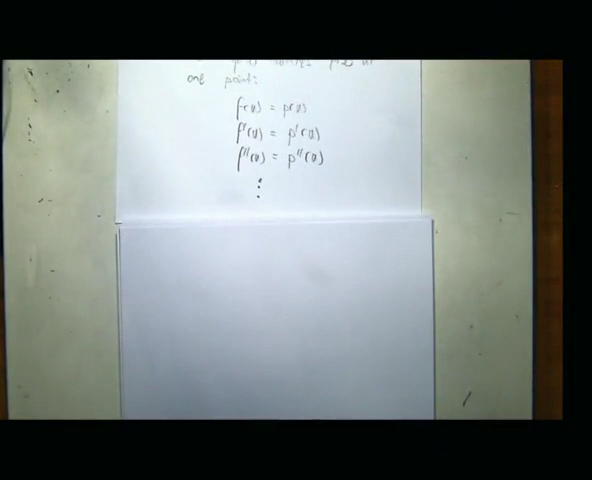 one point:
f(x) = p(x)
f'(x) = p'(x)
f''(x) = p''(x)
⋮